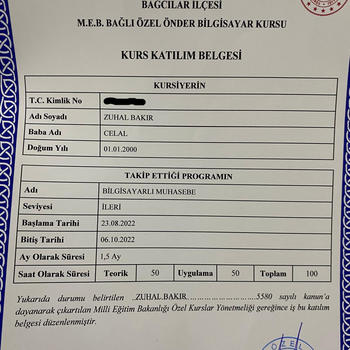 BAĞCILAR İLÇESİ
M.E.B. BAĞLI ÖZEL ÖNDER BİLGİSAYAR KURSU
KURS KATILIM BELGESİ
KURSİYERİN
T.C. Kimlik No
Adı Soyadı ZUHAL BAKIR
Baba Adı CELAL
Doğum Yılı 01.01.2000
TAKİP ETTİĞİ PROGRAMIN
Adı BİLGİSAYARLI MUHASEBE
Seviyesi İLERİ
Başlama Tarihi 23.08.2022
Bitiş Tarihi 06.10.2022
Ay Olarak Süresi 1,5 Ay
Saat Olarak Süresi Teorik 50 Uygulama 50 Toplam 100
Yukarıda durumu belirtilen ..ZUHAL.BAKIR.......................5580 sayılı kanun'a
dayanarak çıkartılan Milli Eğitim Bakanlığı Özel Kurslar Yönetmeliği gereğince iş bu katılım
belgesi düzenlenmiştir.
ÖZEL